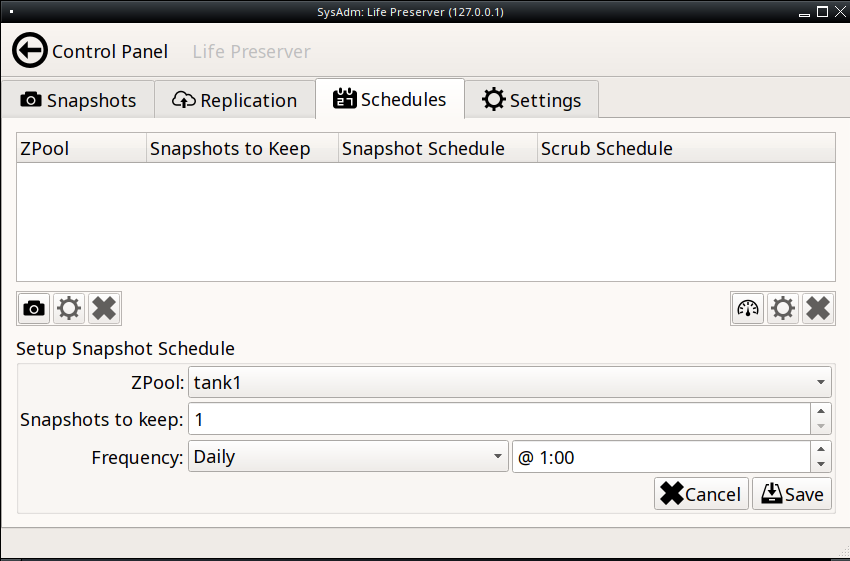 SysAdm: Life Preserver (127.0.0.1)
Control Panel Life Preserver
Snapshots Replication 27 Schedules Settings
ZPool Snapshots to Keep Snapshot Schedule Scrub Schedule
Setup Snapshot Schedule
ZPool: tank1
Snapshots to keep: 1
Frequency: Daily @ 1:00
Cancel Save